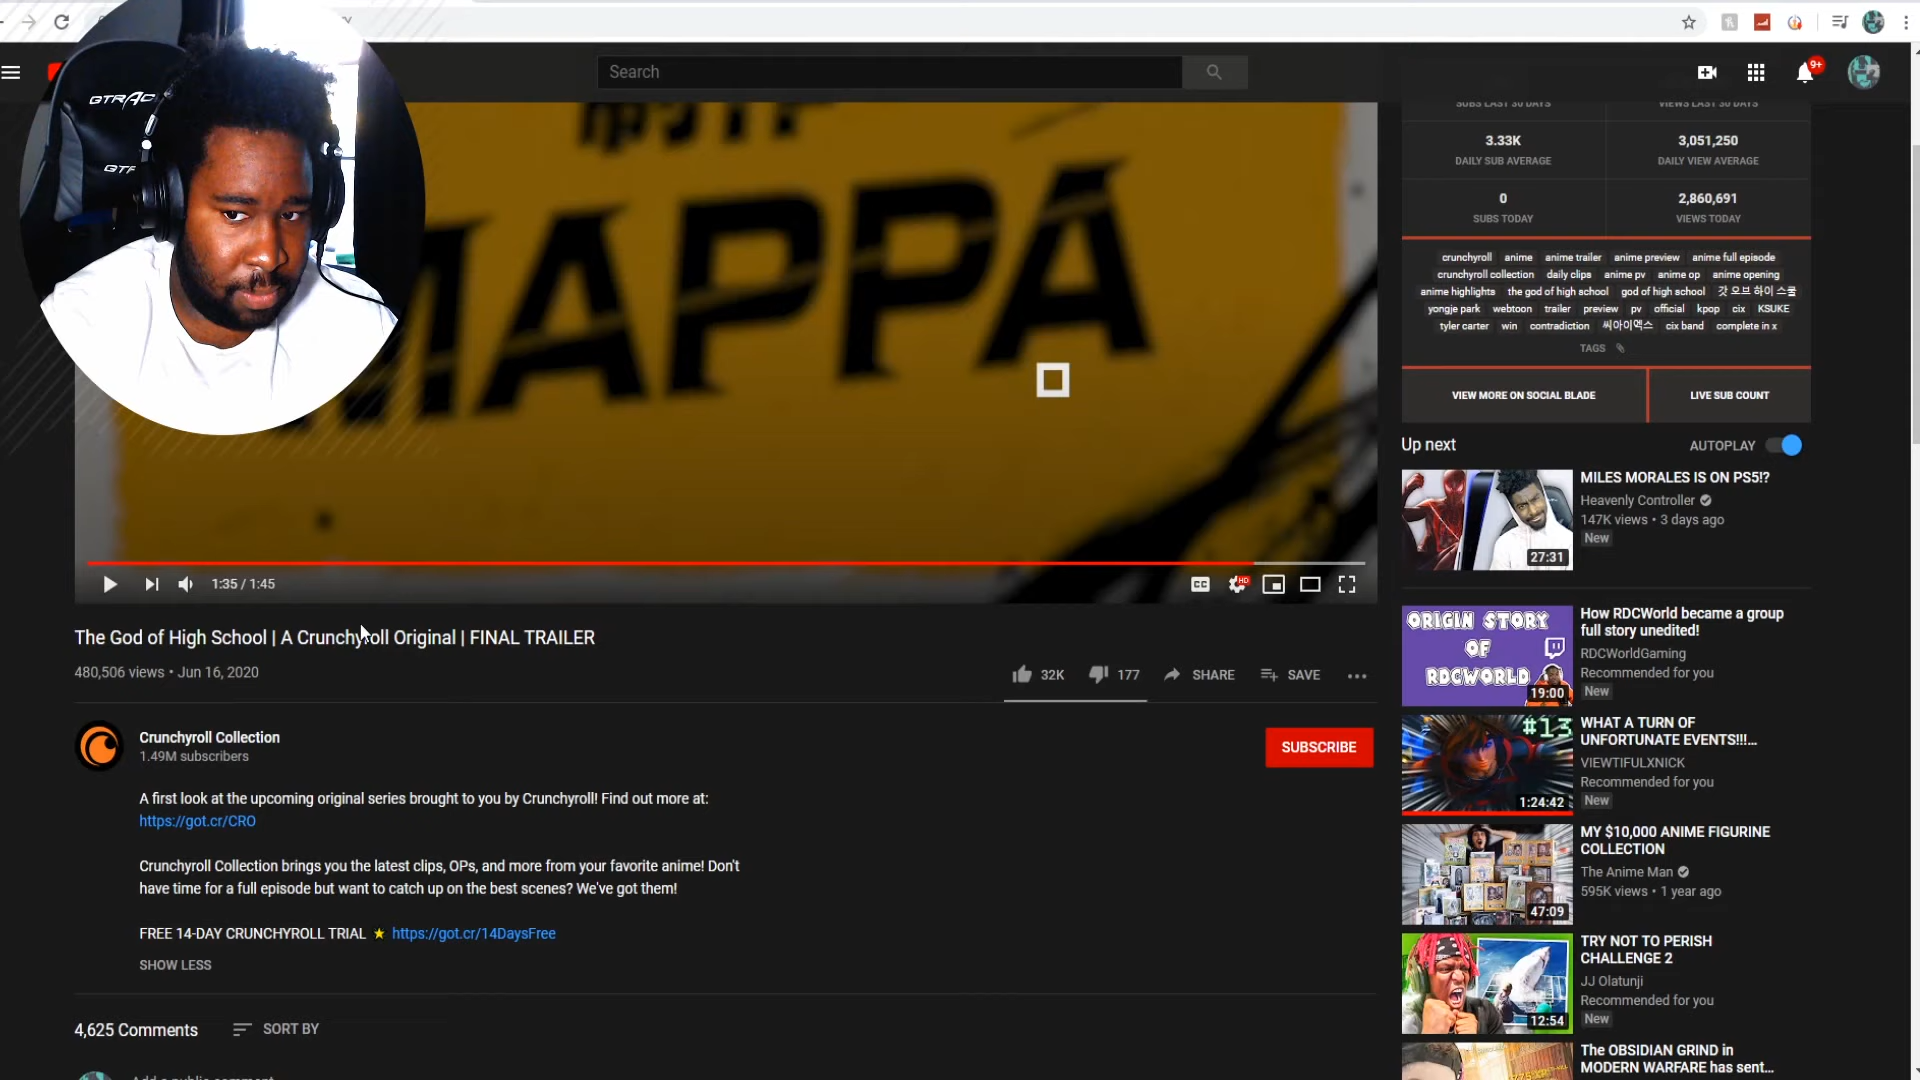 Search
9+
GTRAC
制作
MAPPA
1:35 / 1:45
CC
HD
The God of High School | A Crunchyroll Original | FINAL TRAILER
480,506 views • Jun 16, 2020
32K
177
SHARE
SAVE
Crunchyroll Collection
1.49M subscribers
SUBSCRIBE
A first look at the upcoming original series brought to you by Crunchyroll! Find out more at:
https://got.cr/CRO
Crunchyroll Collection brings you the latest clips, OPs, and more from your favorite anime! Don't
have time for a full episode but want to catch up on the best scenes? We've got them!
FREE 14-DAY CRUNCHYROLL TRIAL ★ https://got.cr/14DaysFree
SHOW LESS
4,625 Comments
SORT BY
Add a public comment
SUBS LAST 30 DAYS
VIEWS LAST 30 DAYS
3.33K
DAILY SUB AVERAGE
3,051,250
DAILY VIEW AVERAGE
0
SUBS TODAY
2,860,691
VIEWS TODAY
crunchyroll anime anime trailer anime preview anime full episode
crunchyroll collection daily clips anime pv anime op anime opening
anime highlights the god of high school god of high school 갓 오브 하이 스쿨
yongje park webtoon trailer preview pv official kpop cix KSUKE
tyler carter win contradiction 씨아이엑스 cix band complete in x
TAGS
VIEW MORE ON SOCIAL BLADE
LIVE SUB COUNT
Up next
AUTOPLAY
27:31
MILES MORALES IS ON PS5!?
Heavenly Controller
147K views • 3 days ago
New
ORIGIN STORY
OF
RDCWORLD
19:00
How RDCWorld became a group
full story unedited!
RDCWorldGaming
Recommended for you
New
#13
1:24:42
WHAT A TURN OF
UNFORTUNATE EVENTS!!!...
VIEWTIFULXNICK
Recommended for you
New
47:09
MY $10,000 ANIME FIGURINE
COLLECTION
The Anime Man
595K views • 1 year ago
12:54
TRY NOT TO PERISH
CHALLENGE 2
JJ Olatunji
Recommended for you
New
The OBSIDIAN GRIND in
MODERN WARFARE has sent...